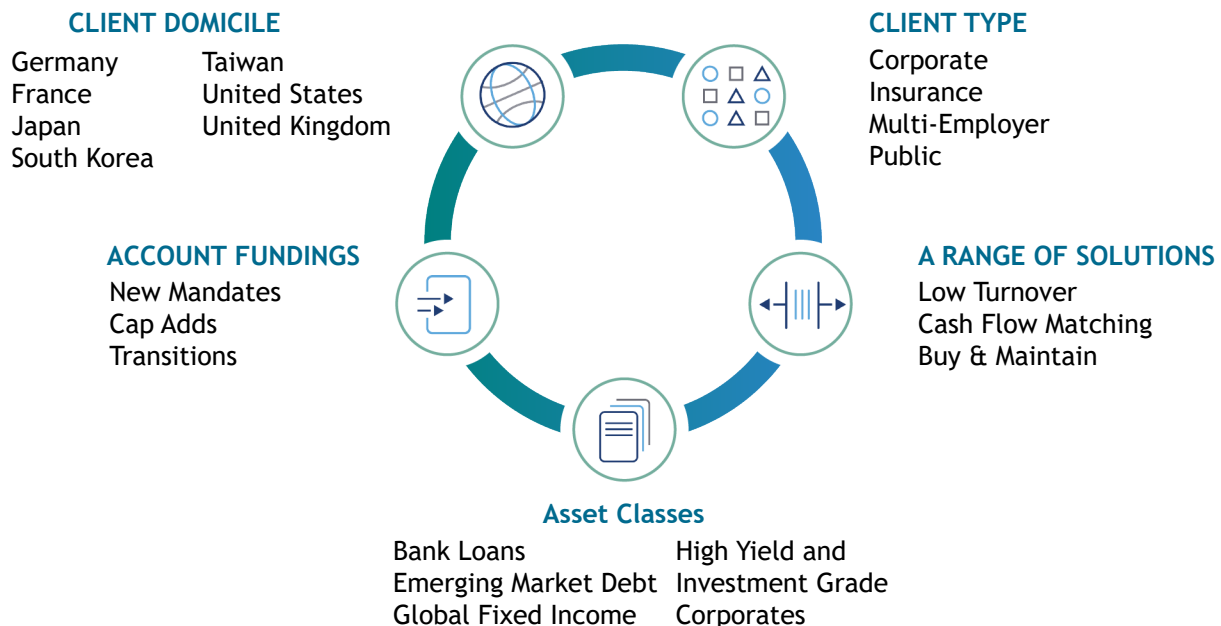 CLIENT DOMICILE
Germany
France
Japan
South Korea
Taiwan
United States
United Kingdom
CLIENT TYPE
Corporate
Insurance
Multi-Employer
Public
ACCOUNT FUNDINGS
New Mandates
Cap Adds
Transitions
A RANGE OF SOLUTIONS
Low Turnover
Cash Flow Matching
Buy & Maintain
Asset Classes
Bank Loans
Emerging Market Debt
Global Fixed Income
High Yield and
Investment Grade
Corporates